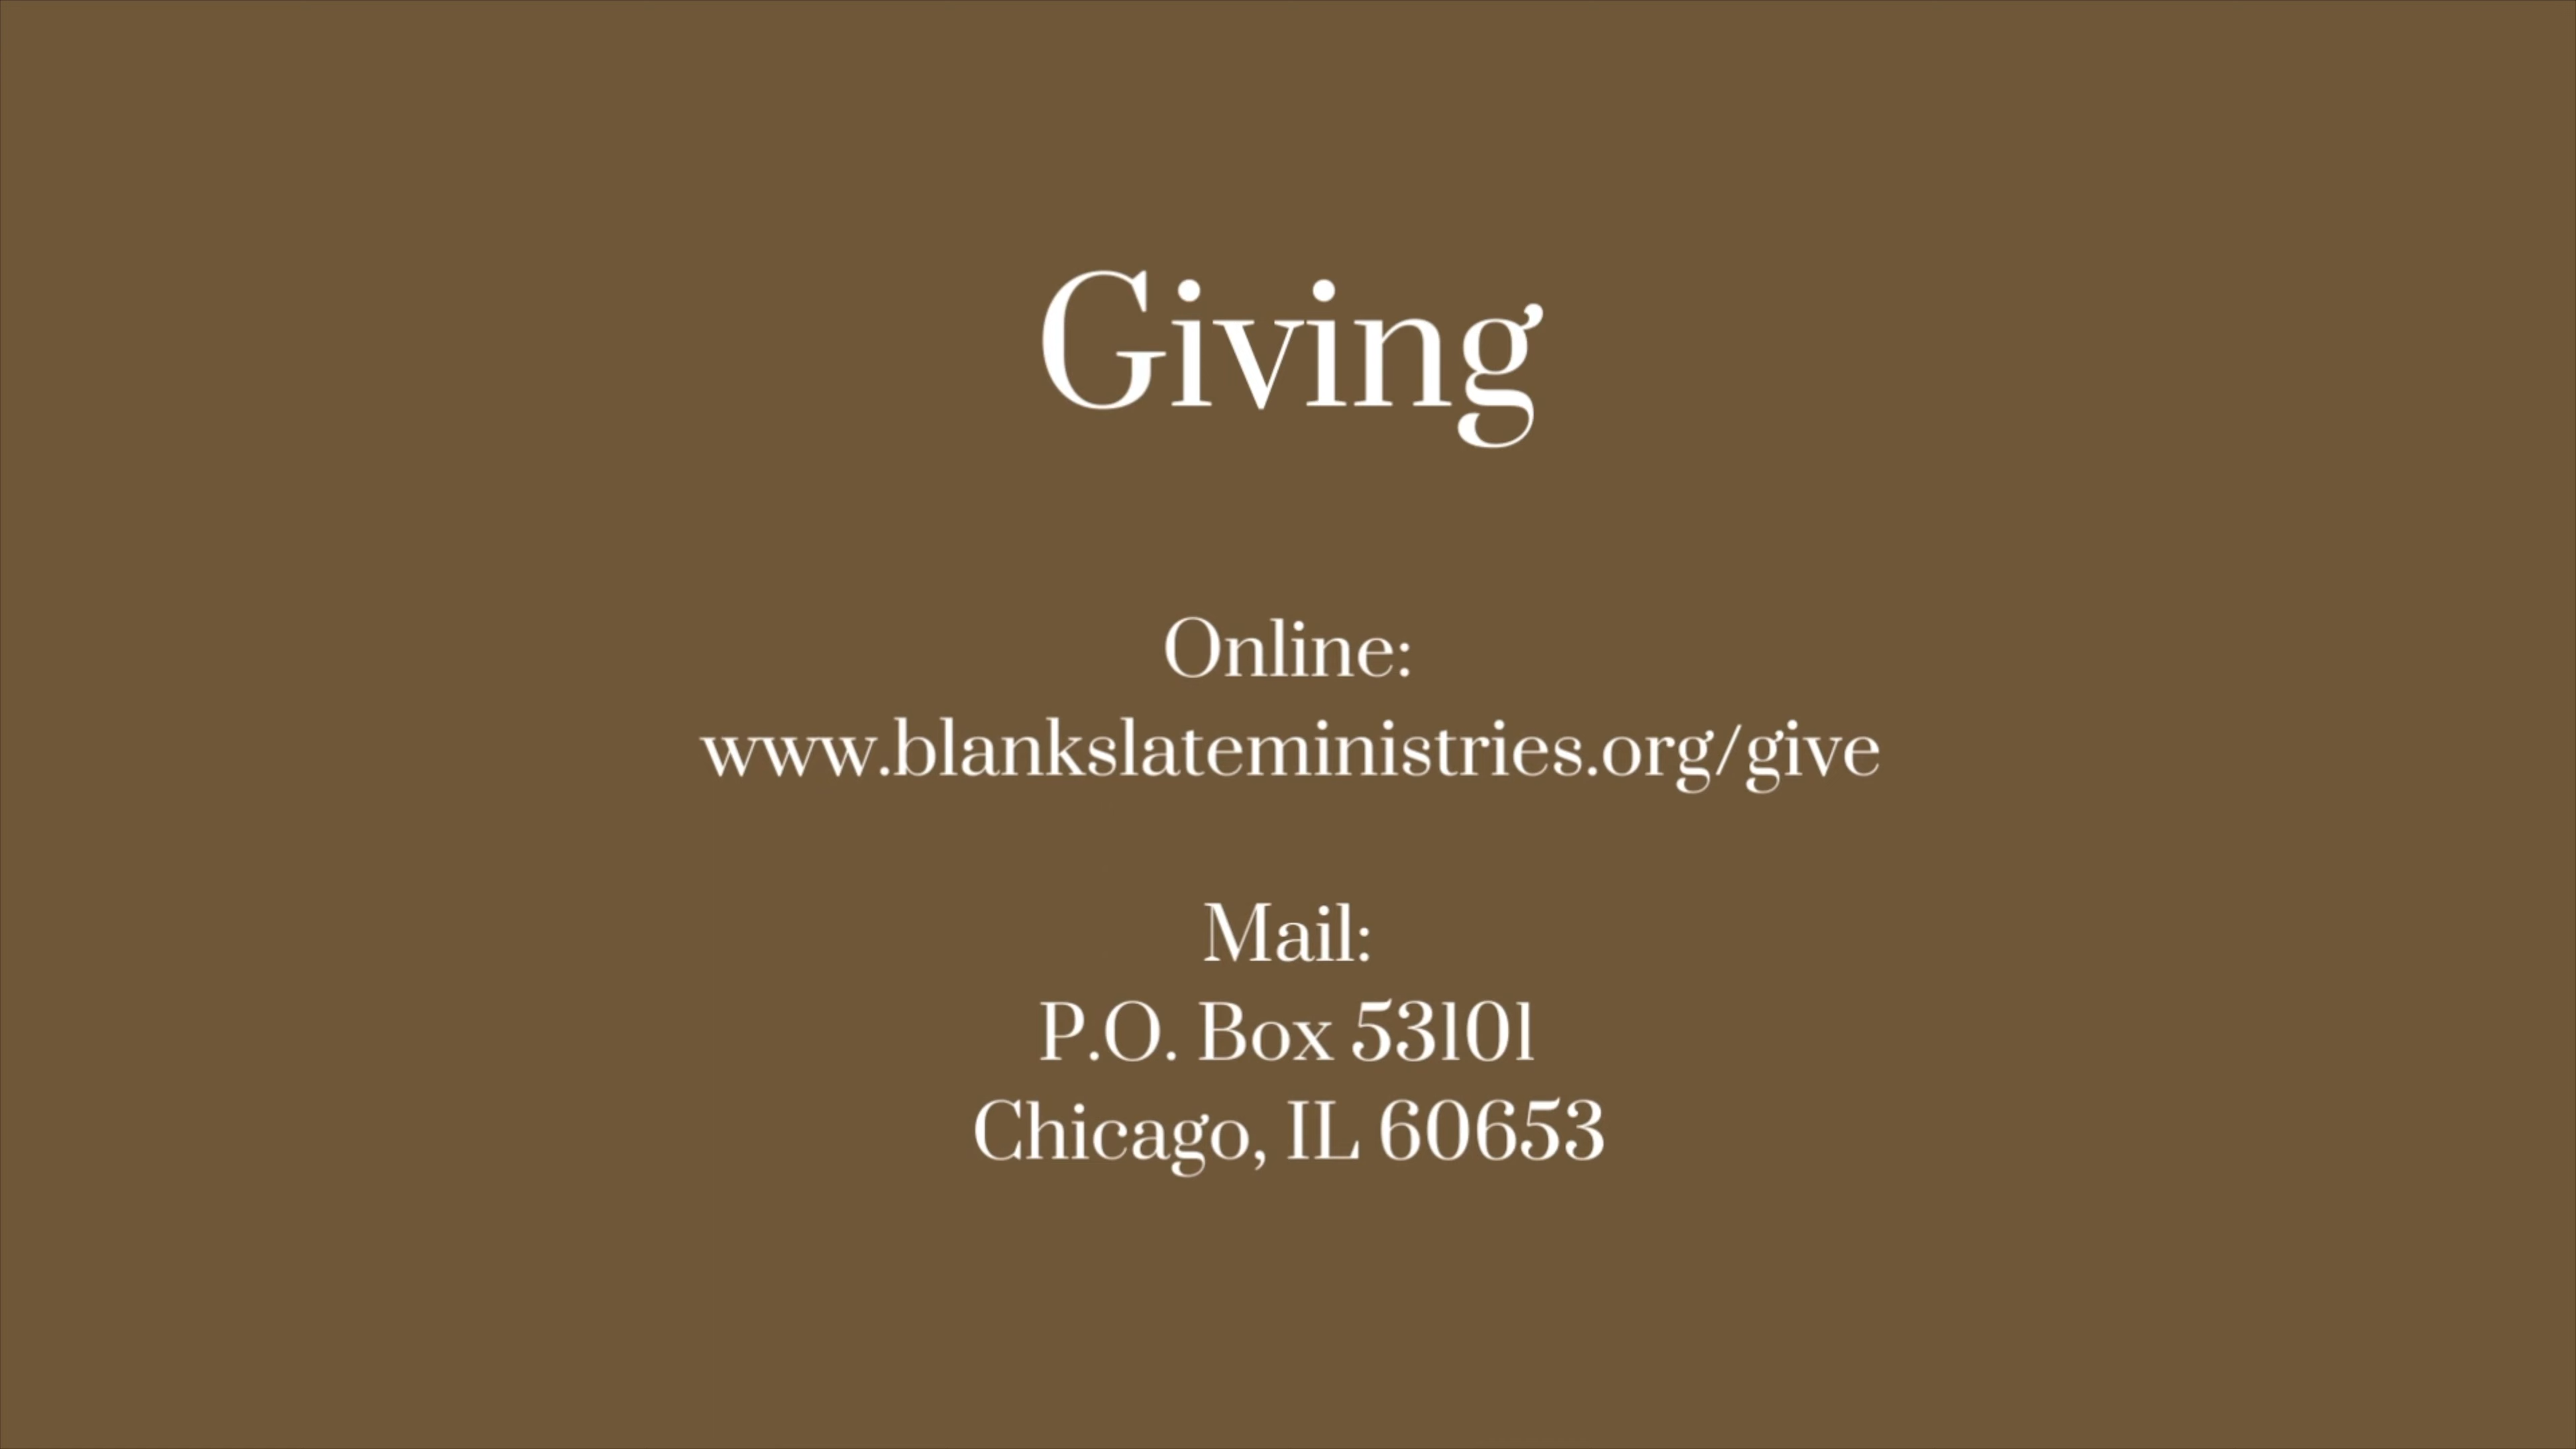 Giving
Online:
www.blankslateministries.org/give
Mail:
P.O. Box 53101
Chicago, IL 60653